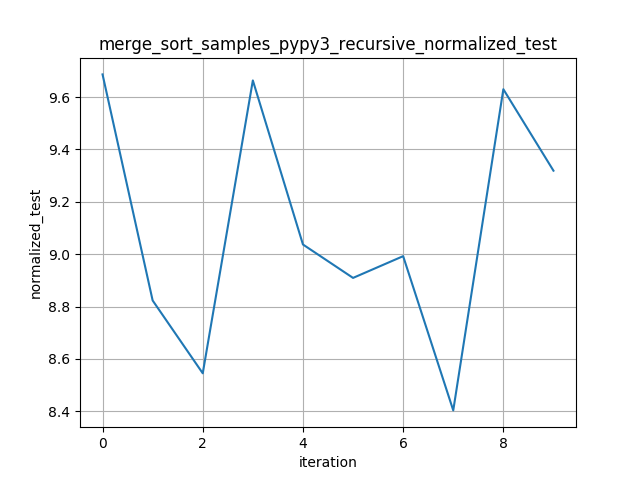 merge_sort_samples_pypy3_recursive_normalized_test
9.6
9.4
9.2
9.0
8.8
8.6
8.4
normalized_test
0 2 4 6 8
iteration